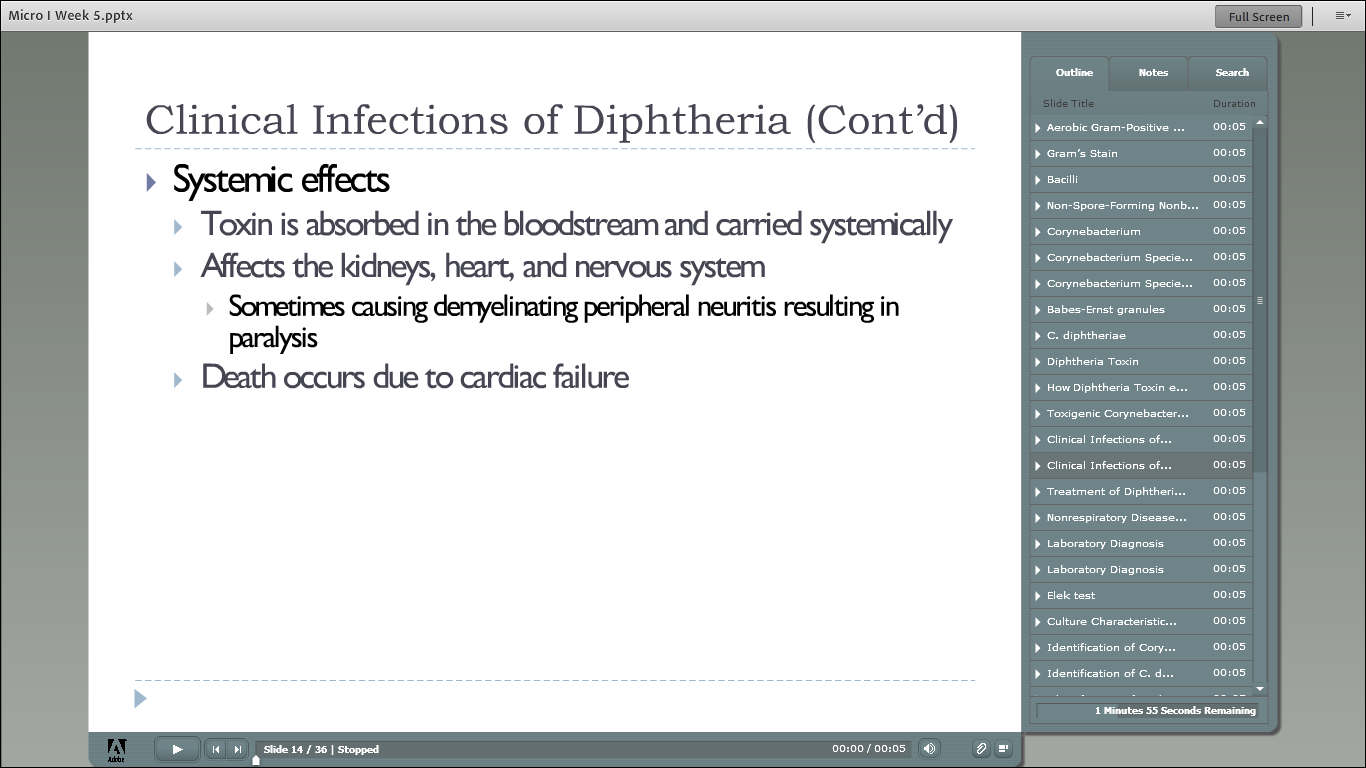 Micro I Week 5.pptx
Full Screen
Clinical Infections of Diphtheria (Cont’d)
Systemic effects
Toxin is absorbed in the bloodstream and carried systemically
Affects the kidneys, heart, and nervous system
Sometimes causing demyelinating peripheral neuritis resulting in
paralysis
Death occurs due to cardiac failure
Outline Notes Search
Slide Title Duration
Aerobic Gram-Positive ... 00:05
Gram’s Stain 00:05
Bacilli 00:05
Non-Spore-Forming Nonb... 00:05
Corynebacterium 00:05
Corynebacterium Specie... 00:05
Corynebacterium Specie... 00:05
Babes-Ernst granules 00:05
C. diphtheriae 00:05
Diphtheria Toxin 00:05
How Diphtheria Toxin e... 00:05
Toxigenic Corynebacter... 00:05
Clinical Infections of... 00:05
Clinical Infections of... 00:05
Treatment of Diphtheri... 00:05
Nonrespiratory Disease... 00:05
Laboratory Diagnosis 00:05
Laboratory Diagnosis 00:05
Elek test 00:05
Culture Characteristic... 00:05
Identification of Cory... 00:05
Identification of C. d... 00:05
1 Minutes 55 Seconds Remaining
Adobe
Slide 14 / 36 | Stopped 00:00 / 00:05